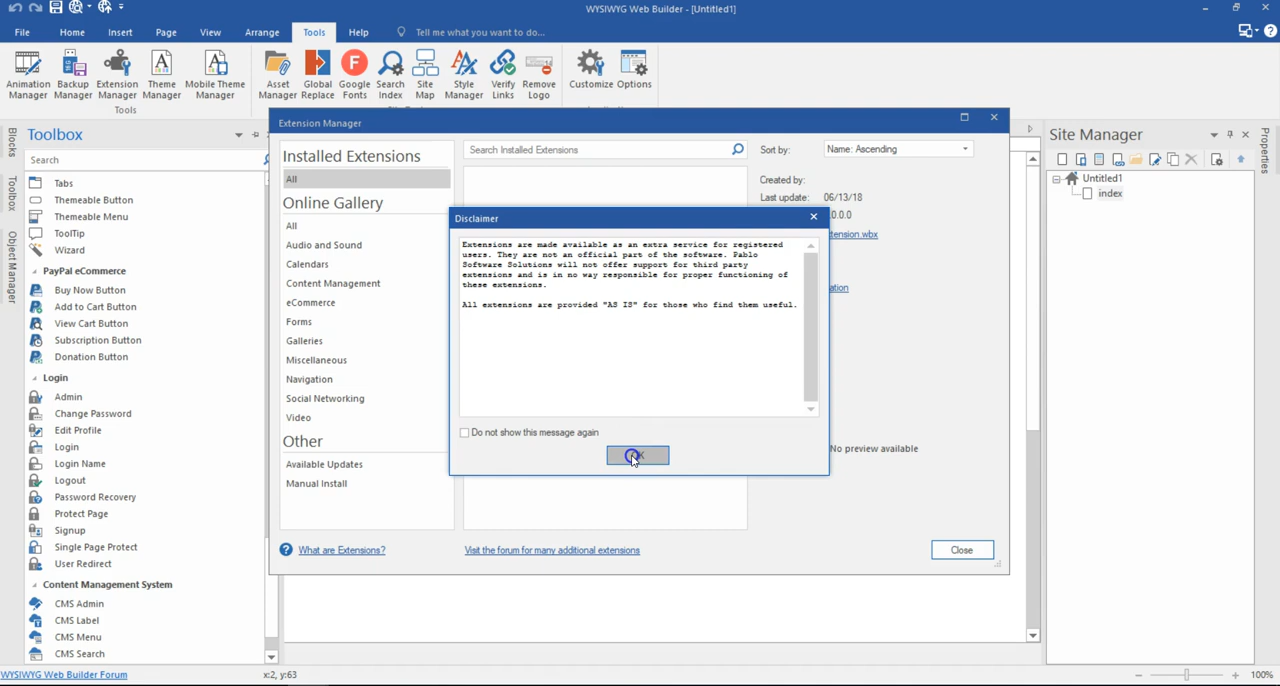 WYSIWYG Web Builder - [Untitled1]
File Home Insert Page View Arrange Tools Help Tell me what you want to do...
Animation Manager
Backup Manager
Extension Manager
Theme Manager
Mobile Theme Manager
Asset Manager
Global Replace
Google Fonts
Search Index
Site Map
Style Manager
Verify Links
Remove Logo
Customize
Options
Tools
Blocks
Toolbox
Object Manager
Toolbox
Search
Tabs
Themeable Button
Themeable Menu
ToolTip
Wizard
PayPal eCommerce
Buy Now Button
Add to Cart Button
View Cart Button
Subscription Button
Donation Button
Login
Admin
Change Password
Edit Profile
Login
Login Name
Logout
Password Recovery
Protect Page
Signup
Single Page Protect
User Redirect
Content Management System
CMS Admin
CMS Label
CMS Menu
CMS Search
Extension Manager
Installed Extensions
All
Online Gallery
All
Audio and Sound
Calendars
Content Management
eCommerce
Forms
Galleries
Miscellaneous
Navigation
Social Networking
Video
Other
Available Updates
Manual Install
Search Installed Extensions
Sort by: Name: Ascending
Created by:
Last update: 06/13/18
.0.0.0
tension.wbx
ation
No preview available
Disclaimer
Extensions are made available as an extra service for registered
users. They are not an official part of the software. Pablo
Software Solutions will not offer support for third party
extensions and is in no way responsible for proper functioning of
these extensions.
All extensions are provided "AS IS" for those who find them useful.
Do not show this message again
What are Extensions?
Visit the forum for many additional extensions
Close
Site Manager
Untitled1
index
Properties
WYSIWYG Web Builder Forum
x:2, y:63
100%